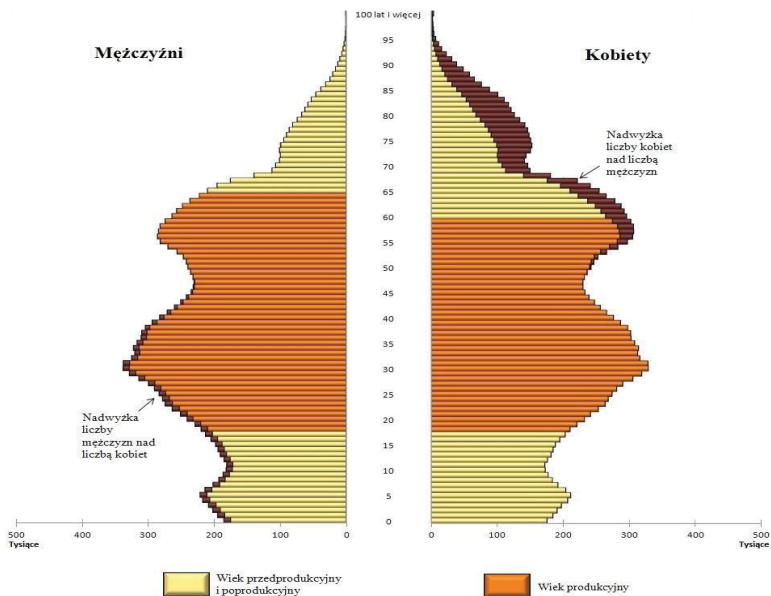 100 lat i więcej
Mężczyźni
Kobiety
95
90
85
80
75
70
65
60
55
50
45
40
35
30
25
20
15
10
5
0
Nadwyżka
liczby kobiet
nad liczbą
mężczyzn
Nadwyżka
liczby
mężczyzn nad
liczbą kobiet
500 400 300 200 100 0
Tysiące
0 100 200 300 400 500
Tysiące
Wiek przedprodukcyjny
i poprodukcyjny
Wiek produkcyjny